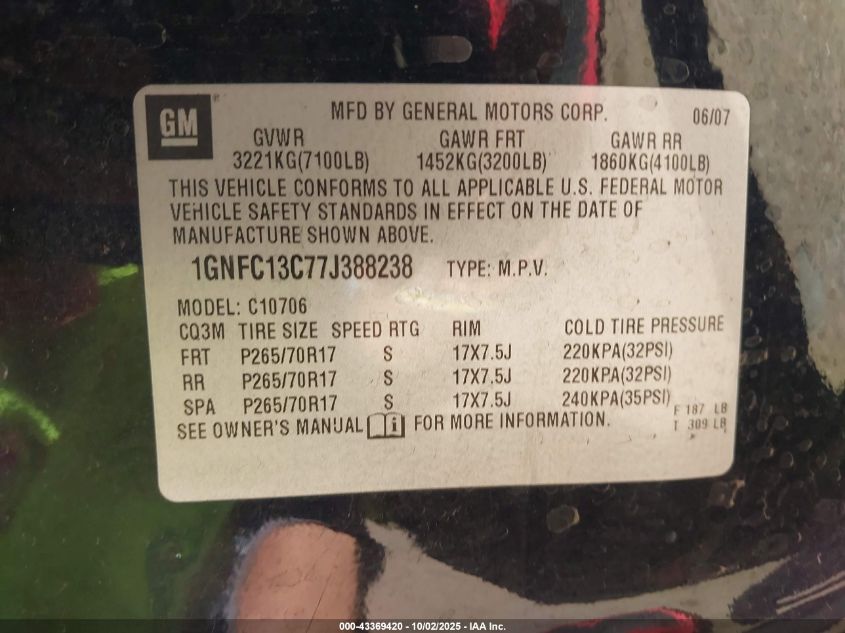 GM
MFD BY GENERAL MOTORS CORP. 06/07
GVWR GAWR FRT GAWR RR
3221KG(7100LB) 1452KG(3200LB) 1860KG(4100LB)
THIS VEHICLE CONFORMS TO ALL APPLICABLE U.S. FEDERAL MOTOR
VEHICLE SAFETY STANDARDS IN EFFECT ON THE DATE OF
MANUFACTURE SHOWN ABOVE.
1GNFC13C77J388238 TYPE: M.P.V.
MODEL: C10706
CQ3M TIRE SIZE SPEED RTG RIM COLD TIRE PRESSURE
FRT P265/70R17 S 17X7.5J 220KPA(32PSI)
RR P265/70R17 S 17X7.5J 220KPA(32PSI)
SPA P265/70R17 S 17X7.5J 240KPA(35PSI)
F 187 LB
SEE OWNER'S MANUAL i FOR MORE INFORMATION.
T 309 LB
000-43369420 - 10/02/2025 - IAA Inc.